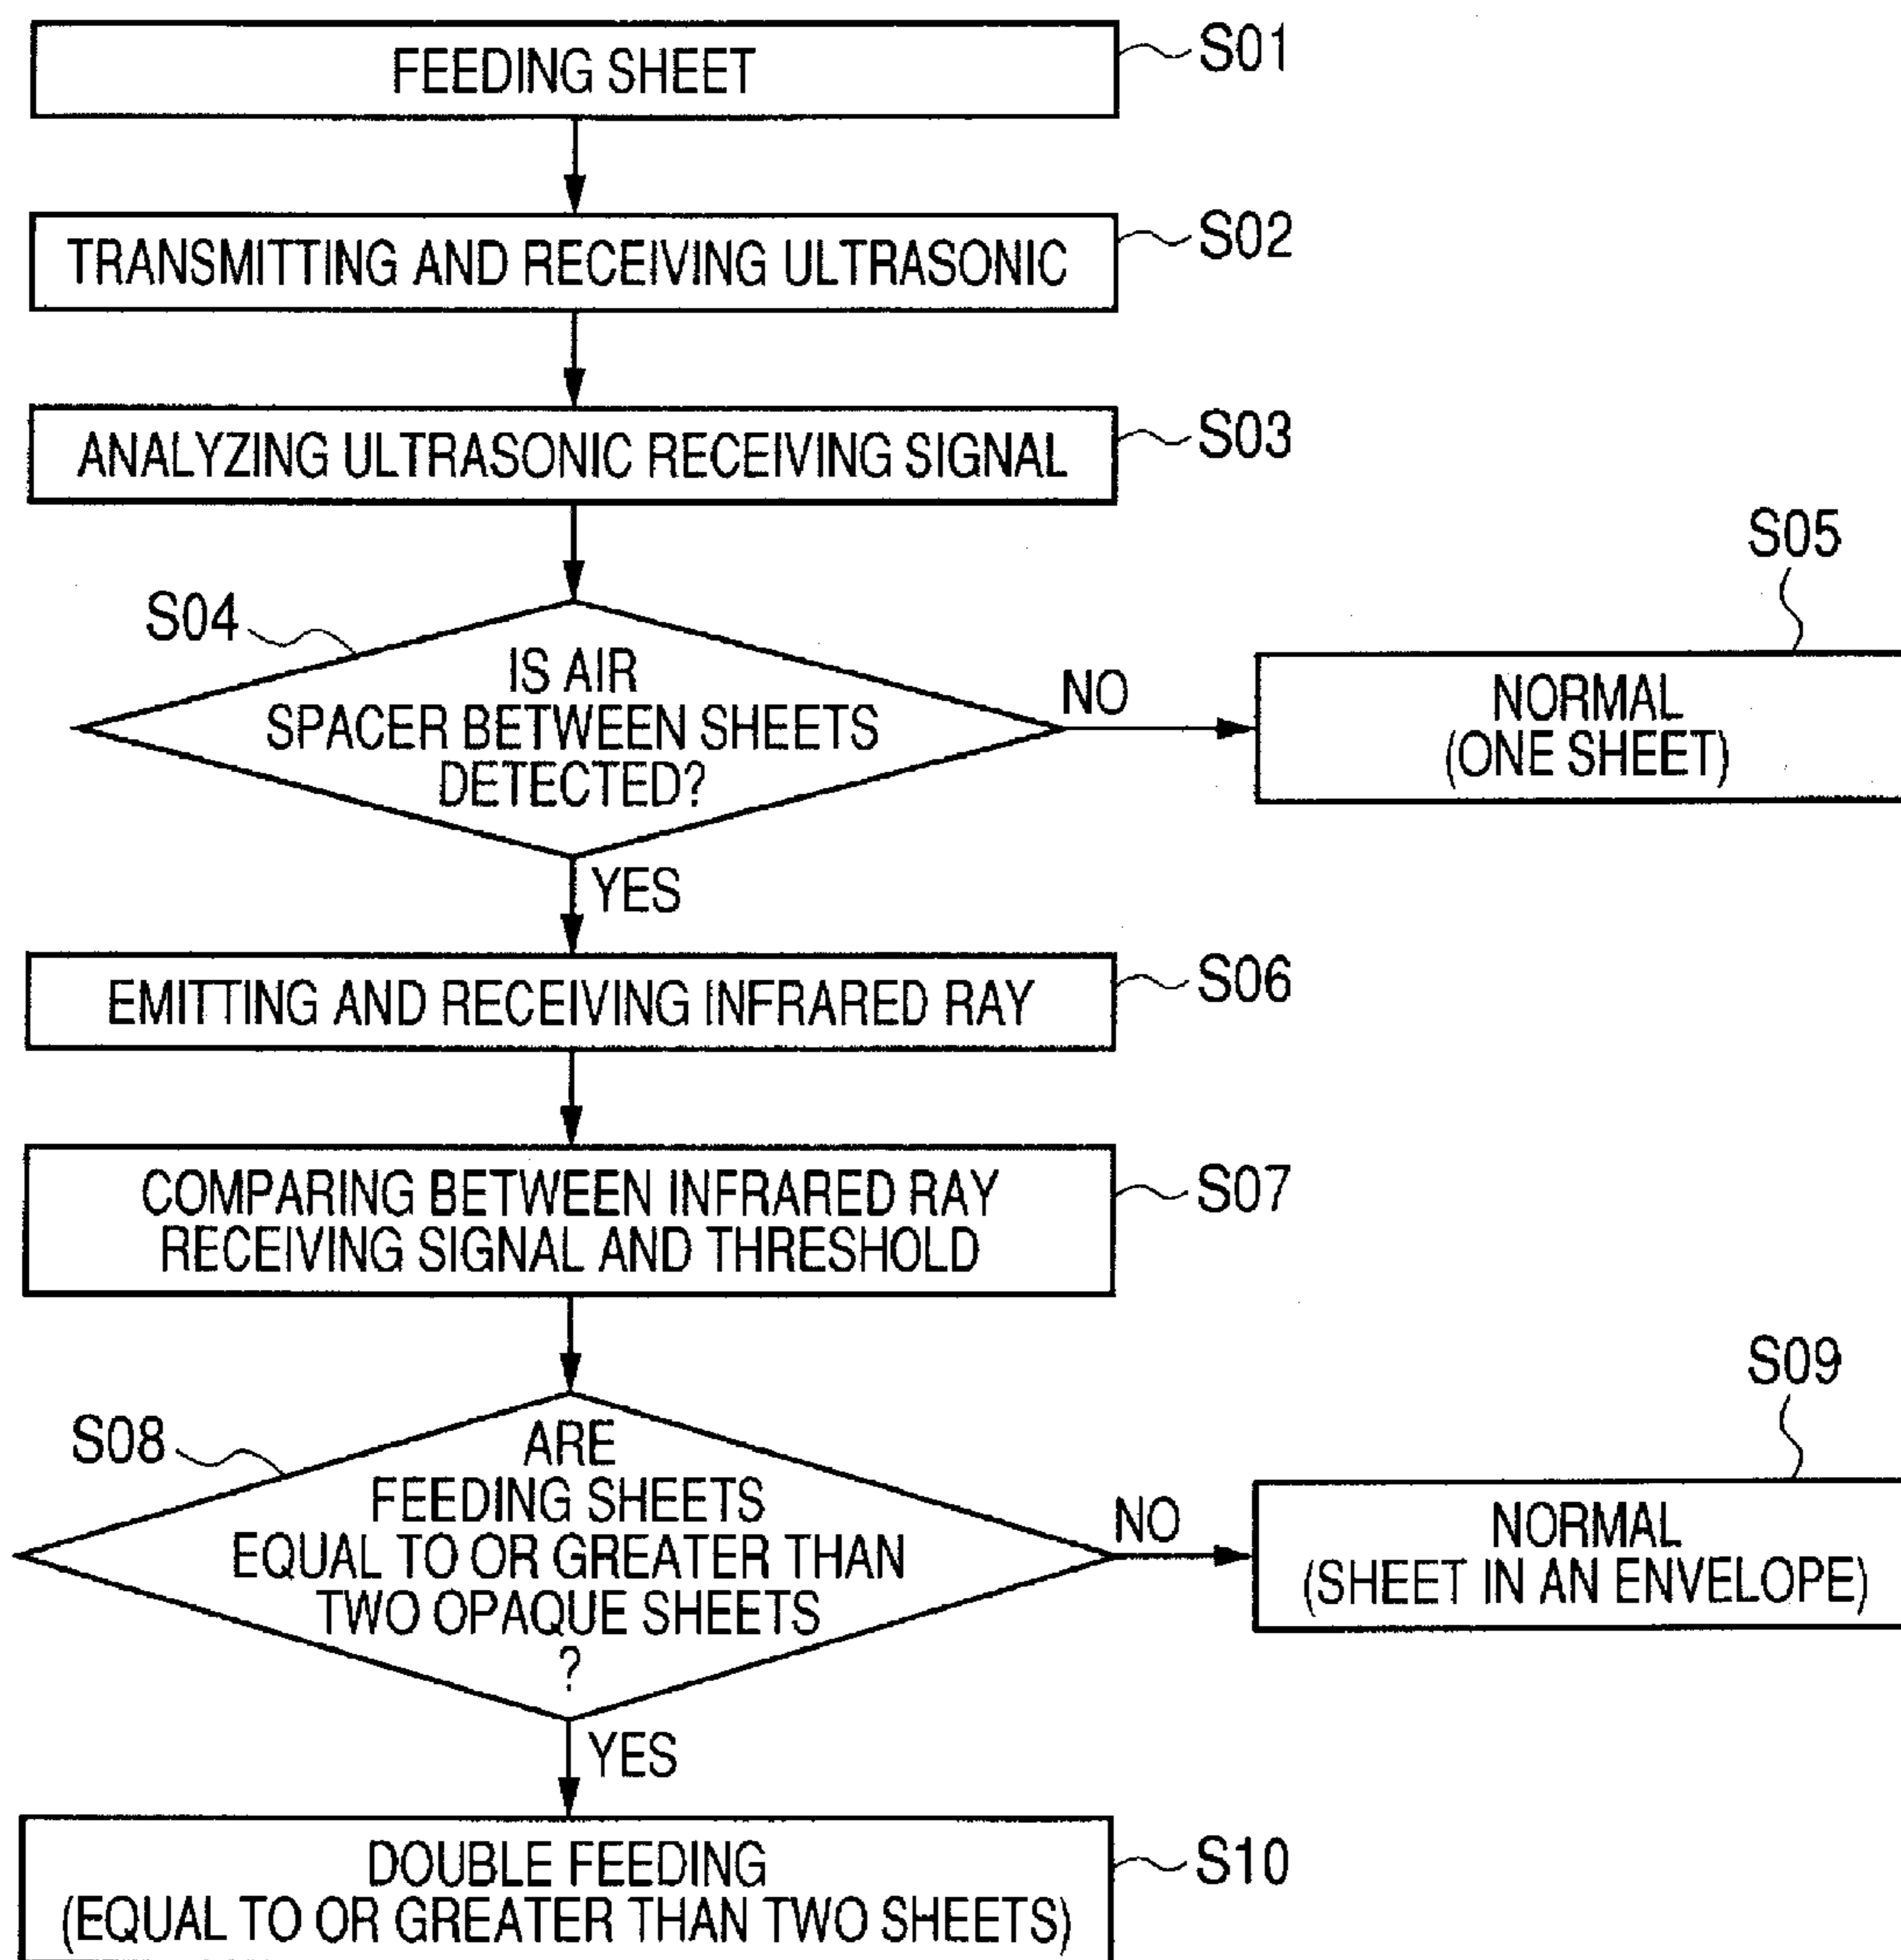 FEEDING SHEET
S01
TRANSMITTING AND RECEIVING ULTRASONIC
S02
ANALYZING ULTRASONIC RECEIVING SIGNAL
S03
S04
IS AIR
SPACER BETWEEN SHEETS
DETECTED?
NO
S05
NORMAL
(ONE SHEET)
YES
EMITTING AND RECEIVING INFRARED RAY
S06
COMPARING BETWEEN INFRARED RAY
RECEIVING SIGNAL AND THRESHOLD
S07
S08
ARE
FEEDING SHEETS
EQUAL TO OR GREATER THAN
TWO OPAQUE SHEETS
?
NO
S09
NORMAL
(SHEET IN AN ENVELOPE)
YES
DOUBLE FEEDING
(EQUAL TO OR GREATER THAN TWO SHEETS)
S10